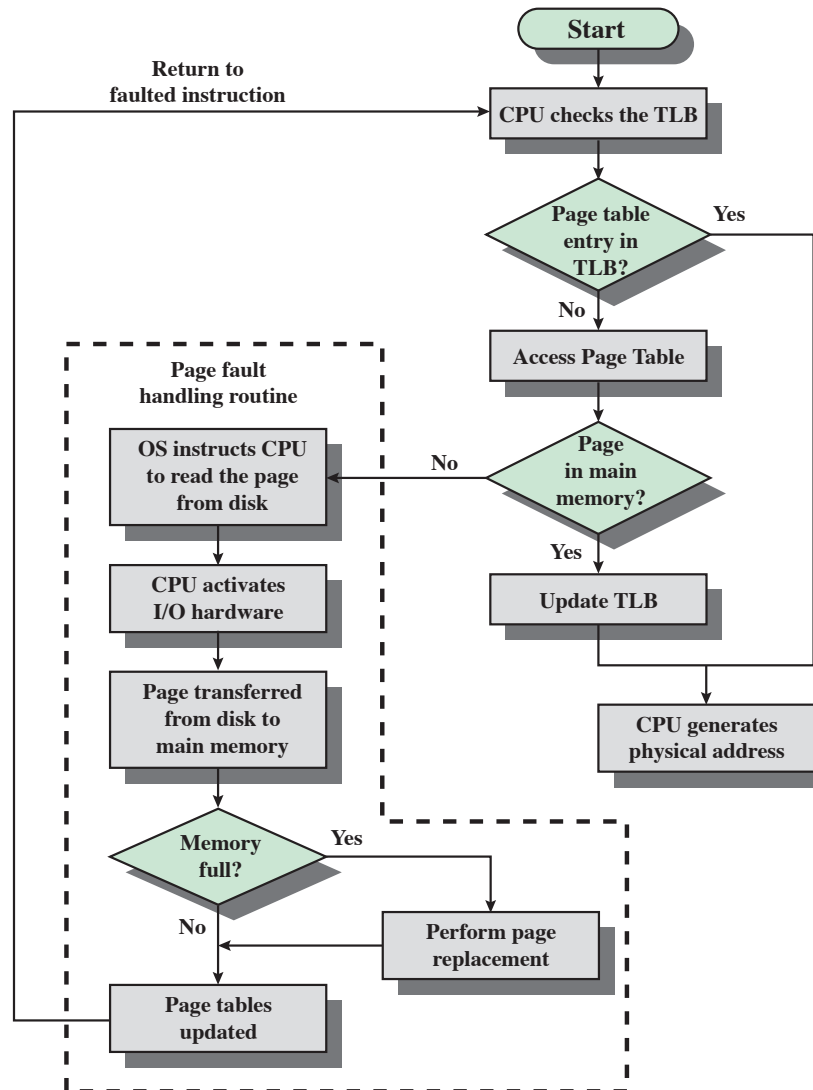 Start
Return to
faulted instruction
CPU checks the TLB
Page table
entry in
TLB?
Yes
No
Access Page Table
Page fault
handling routine
OS instructs CPU
to read the page
from disk
No
Page
in main
memory?
Yes
CPU activates
I/O hardware
Update TLB
Page transferred
from disk to
main memory
CPU generates
physical address
Memory
full?
Yes
No
Perform page
replacement
Page tables
updated